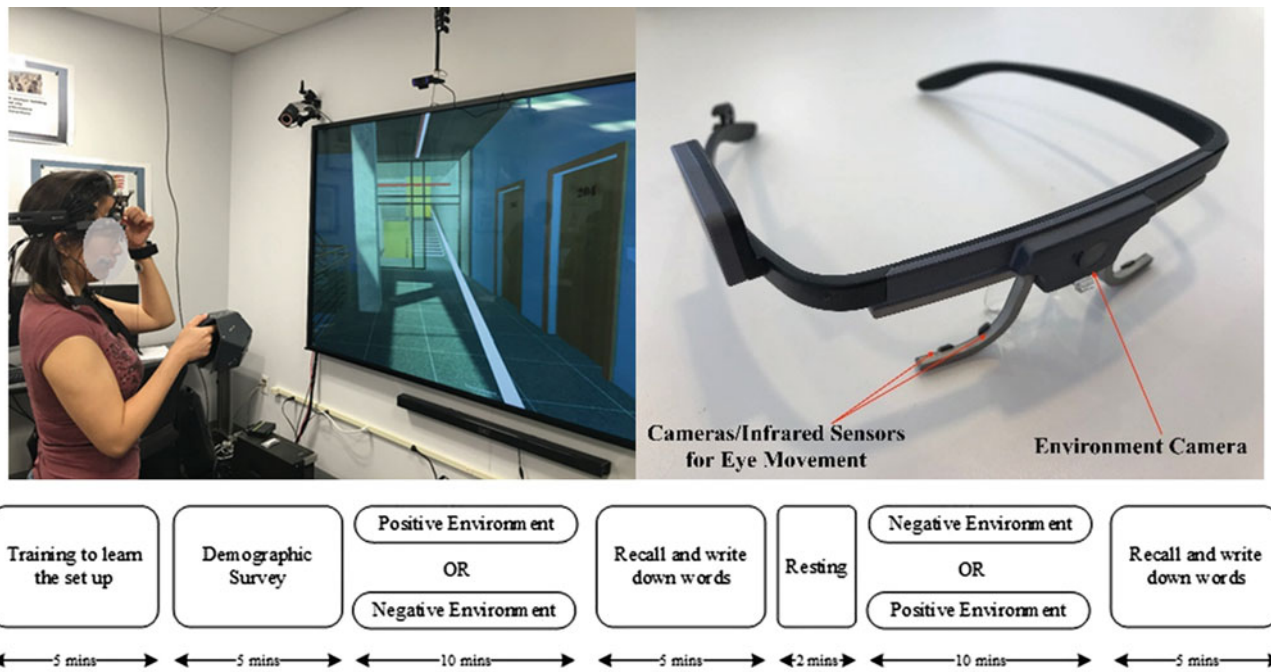 204
Cameras/Infrared Sensors
for Eye Movement
Environment Camera
Training to learn
the set up
Demographic
Survey
Positive Environment
OR
Negative Environment
Recall and write
down words
Resting
Negative Environment
OR
Positive Environment
Recall and write
down words
5 mins
5 mins
10 mins
5 mins
2 mins
10 mins
5 mins